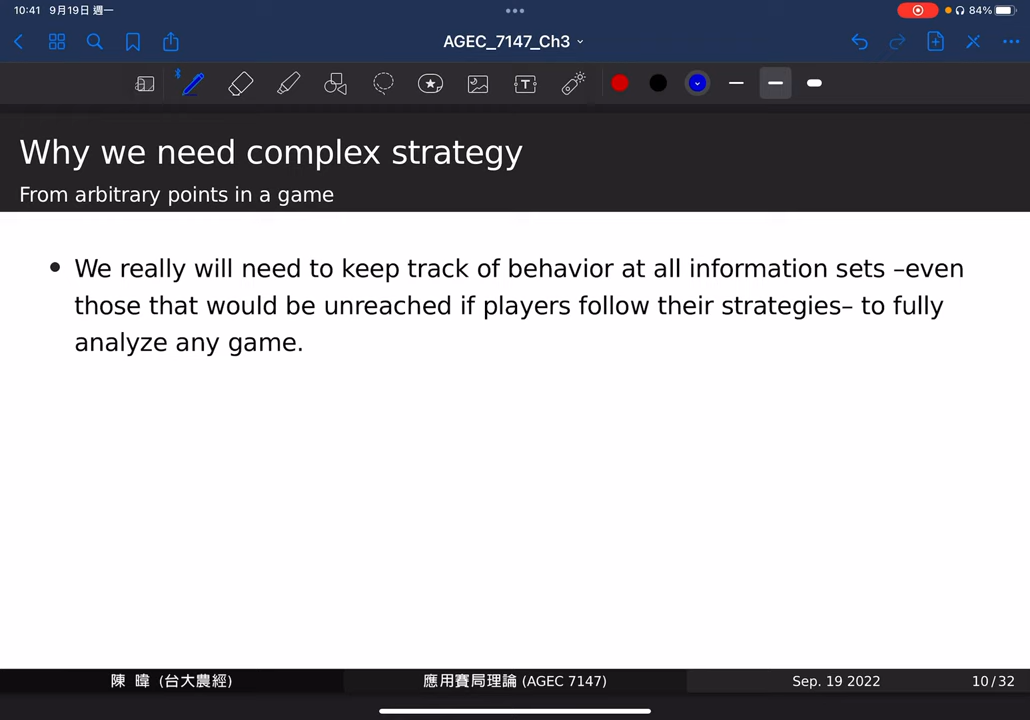 10:41 9月19日 週一
84%
AGEC_7147_Ch3
Why we need complex strategy
From arbitrary points in a game
• We really will need to keep track of behavior at all information sets –even
those that would be unreached if players follow their strategies– to fully
analyze any game.
陳 暐 (台大農經) 應用賽局理論 (AGEC 7147) Sep. 19 2022 10 / 32